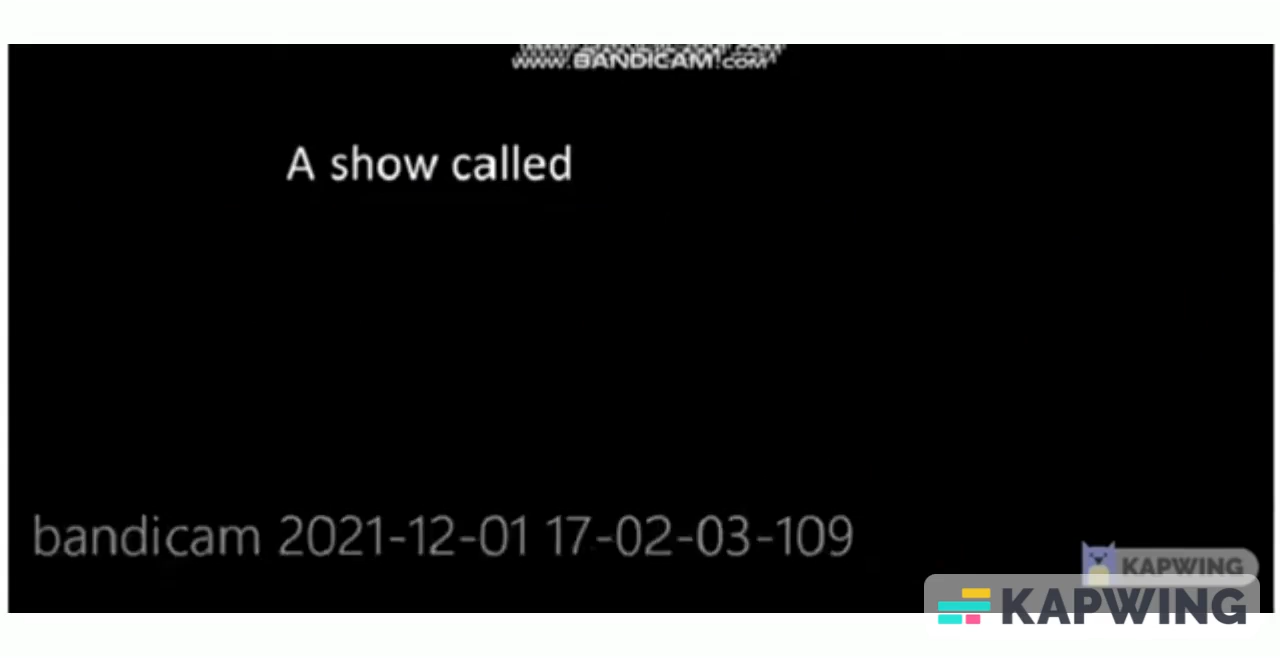 www.BANDICAM.com
A show called
bandicam 2021-12-01 17-02-03-109
KAPWING
KAPWING